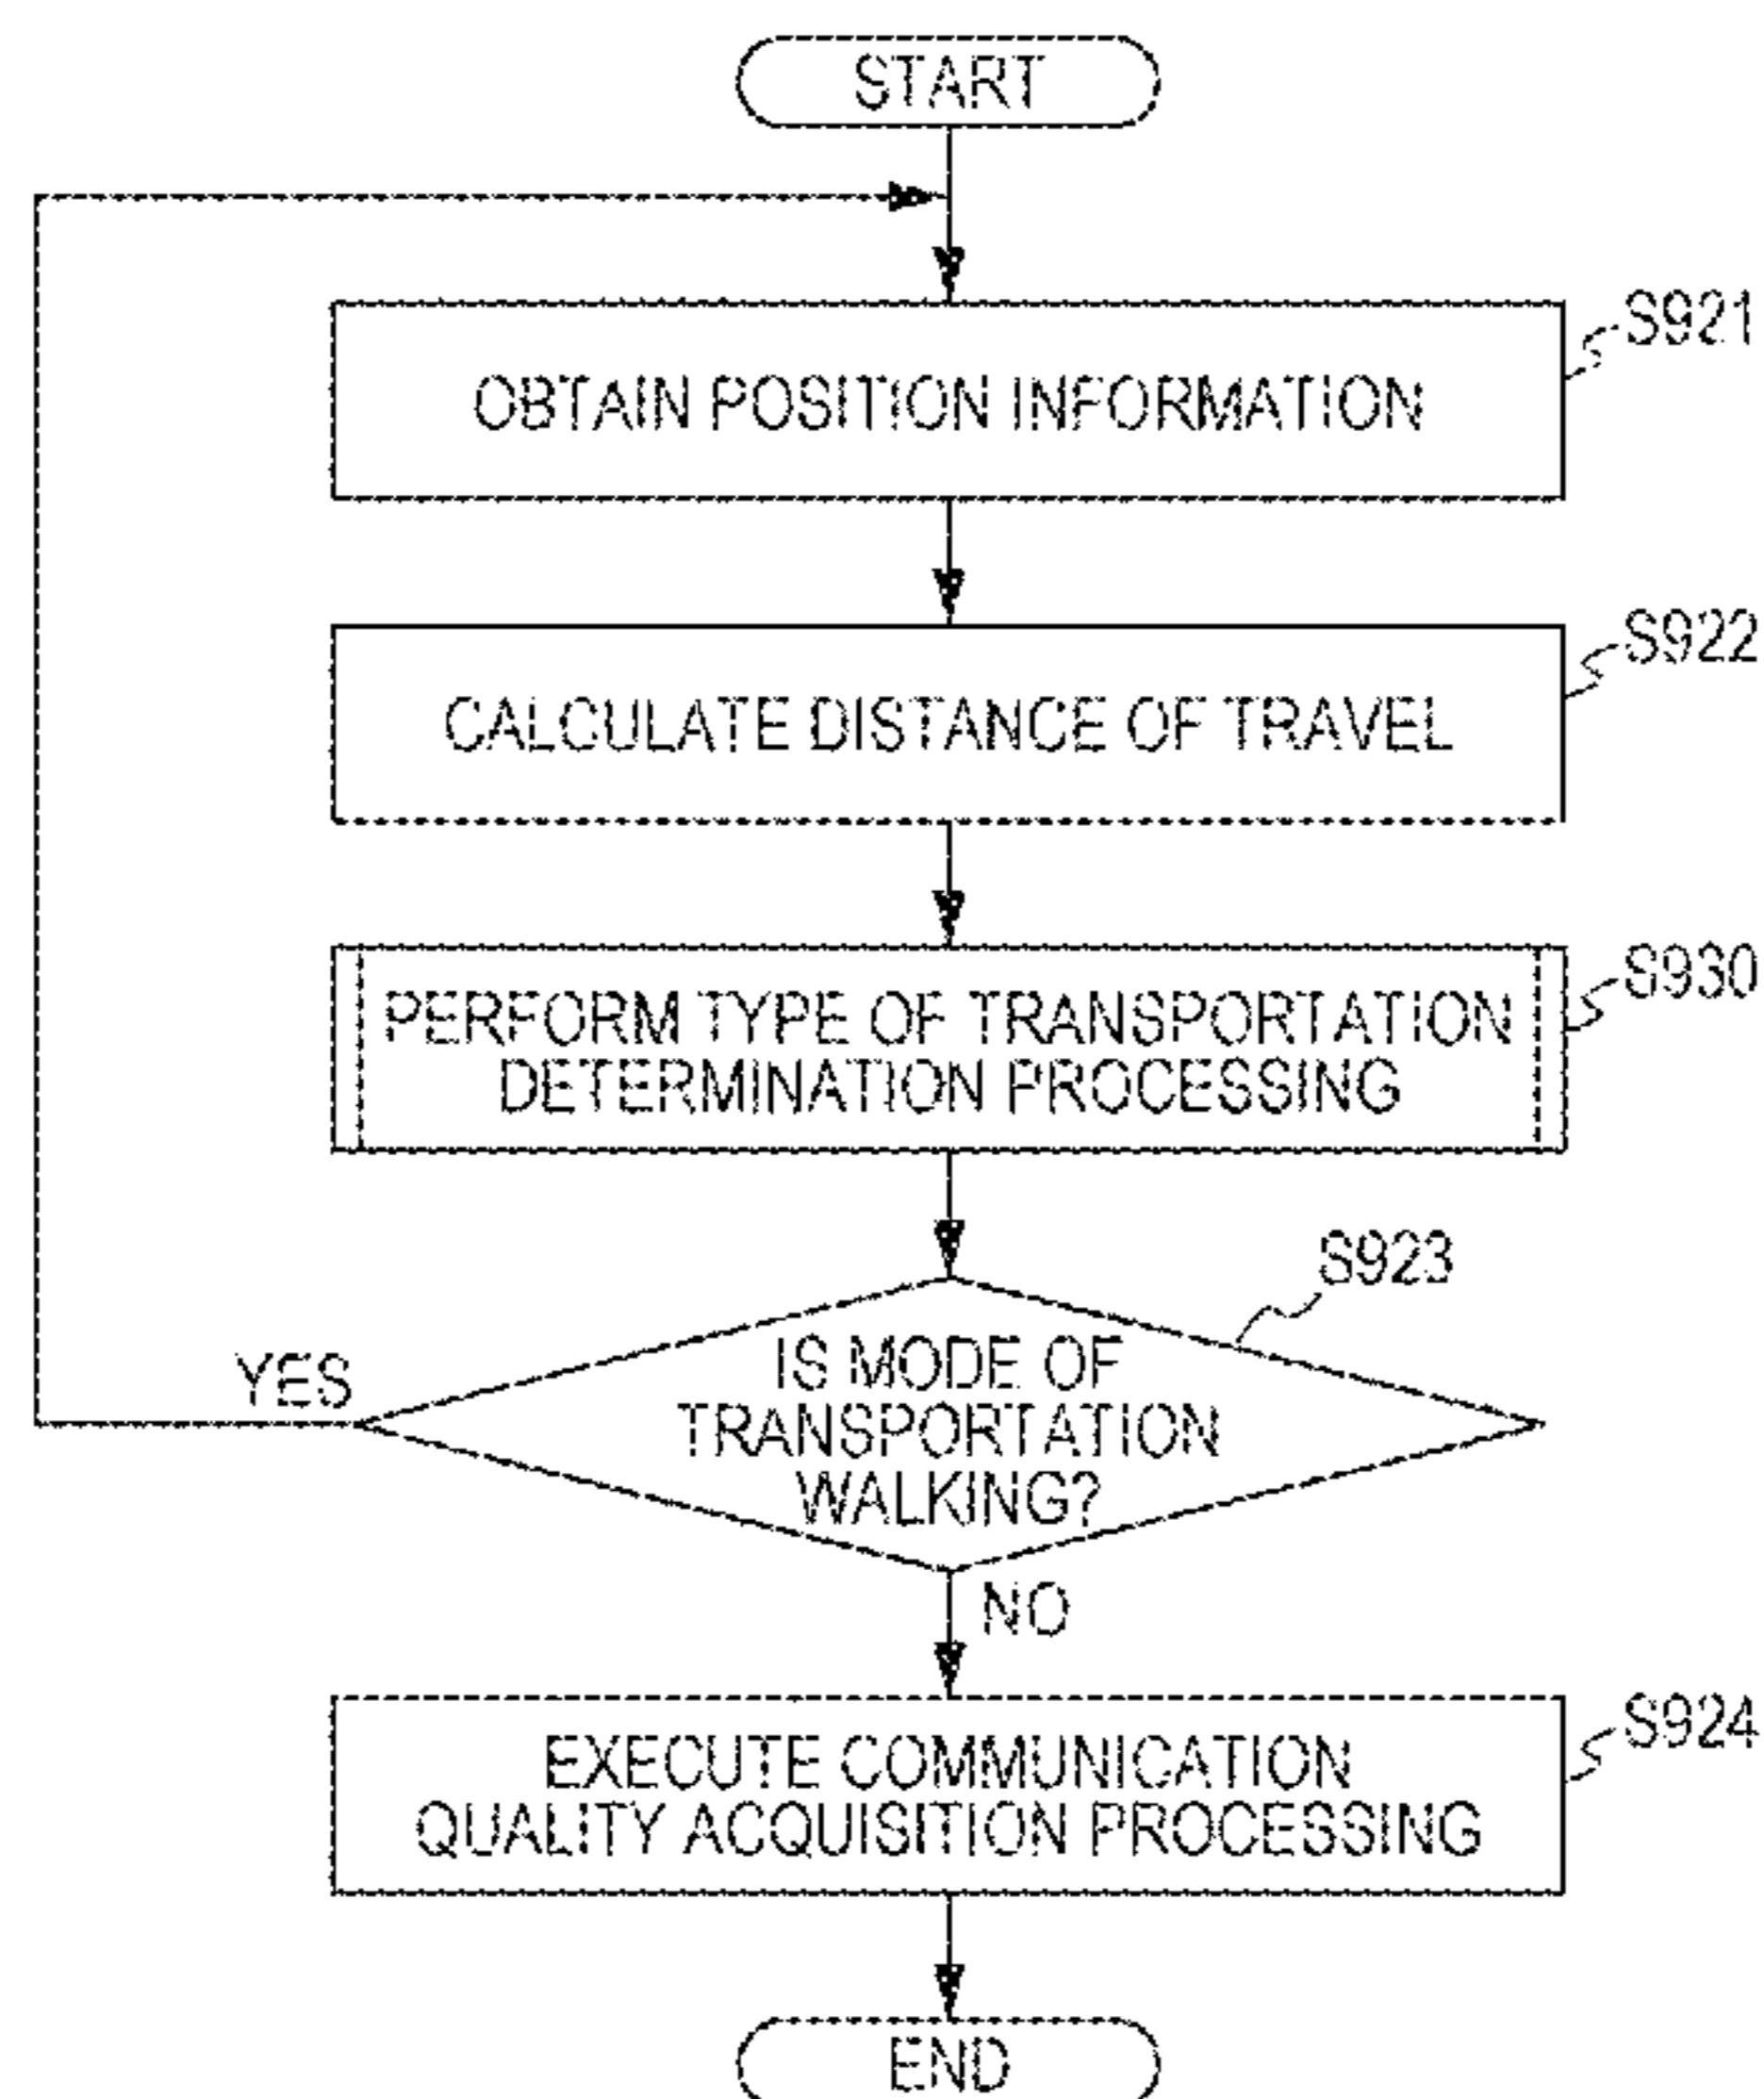 START
S921
OBTAIN POSITION INFORMATION
S922
CALCULATE DISTANCE OF TRAVEL
S930
PERFORM TYPE OF TRANSPORTATION
DETERMINATION PROCESSING
S923
YES
IS MODE OF
TRANSPORTATION
WALKING?
NO
S924
EXECUTE COMMUNICATION
QUALITY ACQUISITION PROCESSING
END